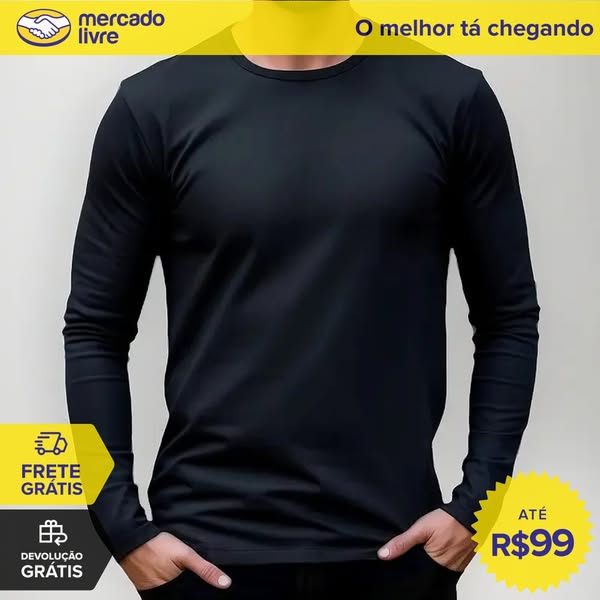 mercado
livre
O melhor tá chegando
FRETE
GRÁTIS
DEVOLUÇÃO
GRÁTIS
ATÉ
R$99